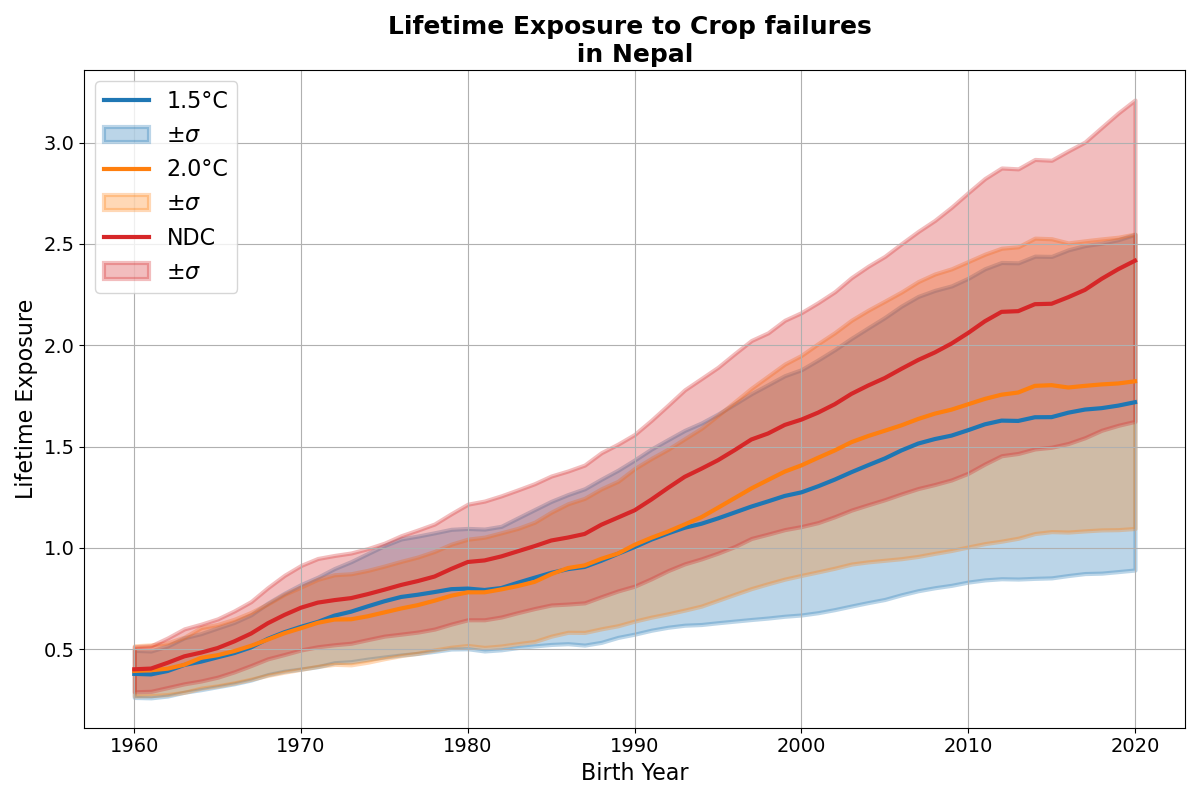 Lifetime Exposure to Crop failures
in Nepal
1.5°C
±σ
2.0°C
±σ
NDC
±σ
3.0
2.5
2.0
1.5
1.0
0.5
Lifetime Exposure
1960 1970 1980 1990 2000 2010 2020
Birth Year